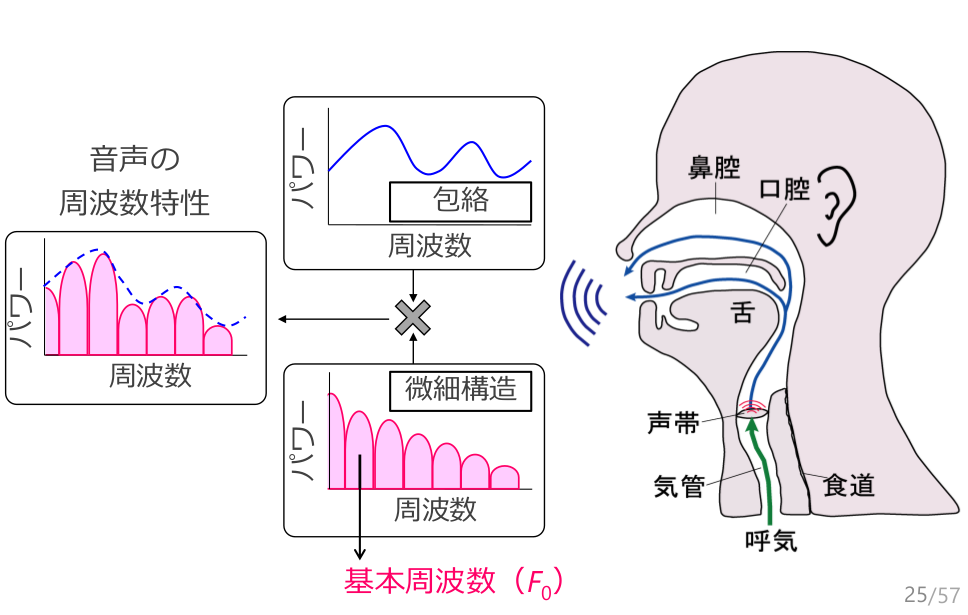 音声の
周波数特性
パワー
周波数
パワー
包絡
周波数
微細構造
パワー
周波数
基本周波数（F0）
鼻腔
口腔
舌
声帯
気管
食道
呼気
25/57